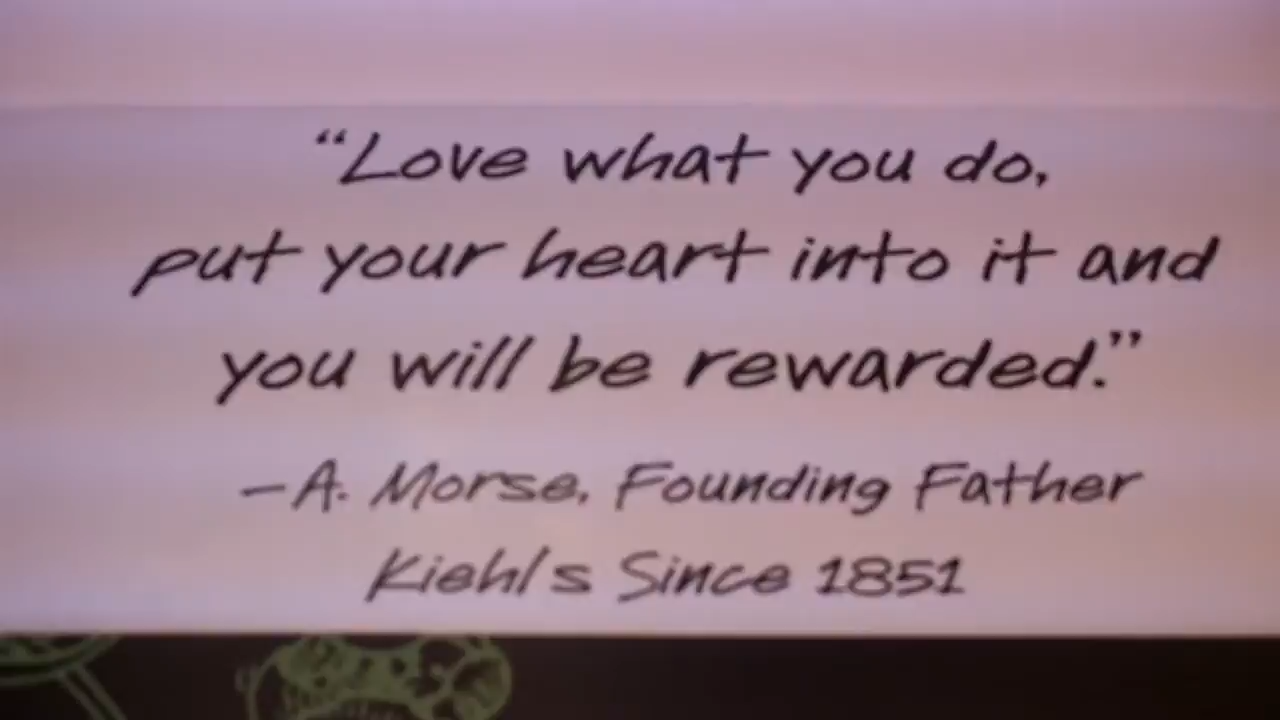 “Love what you do,
put your heart into it and
you will be rewarded.”
—A. Morse, Founding Father
Kiehl's Since 1851